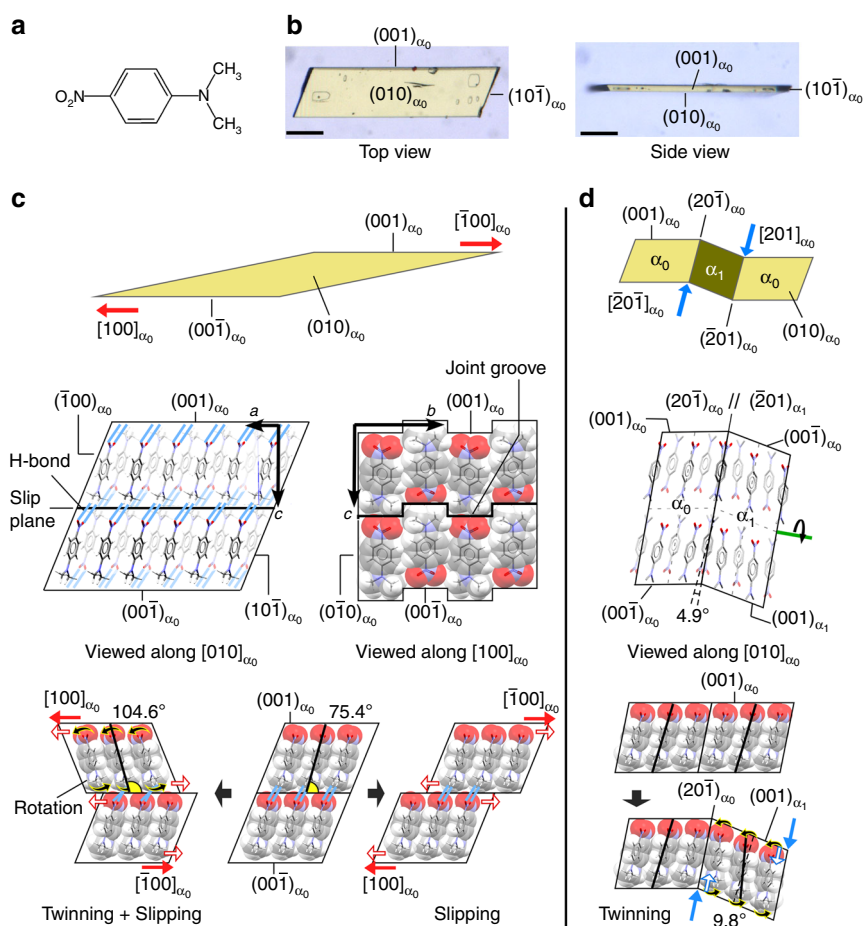 a
O₂N
N
CH₃
CH₃
b
(001)α₀
(010)α₀
(101̄)α₀
Top view
(001)α₀
(101̄)α₀
(010)α₀
Side view
c
(001)α₀
[1̄00]α₀
[100]α₀
(001̄)α₀
(010)α₀
(1̄00)α₀
(001)α₀
a
H-bond
Slip
plane
c
(001̄)α₀
(101̄)α₀
Viewed along [010]α₀
Joint groove
b
(001)α₀
c
(01̄0)α₀
(001̄)α₀
Viewed along [100]α₀
[100]α₀
104.6°
Rotation
[1̄00]α₀
Twinning + Slipping
(001)α₀
75.4°
(001̄)α₀
[1̄00]α₀
[100]α₀
Slipping
d
(001)α₀
(201̄)α₀
[201]α₀
α₀
α₁
α₀
[2̄01̄]α₀
(010)α₀
(2̄01)α₀
(201̄)α₀ // (2̄01)α₁
(001)α₀
(001̄)α₀
α₀
α₁
(001̄)α₀
4.9°
(001)α₁
Viewed along [010]α₀
(001)α₀
(201̄)α₀
(001)α₁
Twinning
9.8°